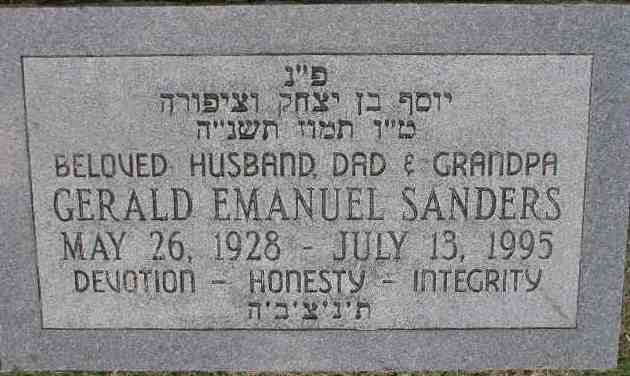 פ"נ
יוסף בן יצחק וציפורה
ט"ו תמוז תשנ"ה
BELOVED HUSBAND, DAD & GRANDPA
GERALD EMANUEL SANDERS
MAY 26, 1928 - JULY 13, 1995
DEVOTION - HONESTY - INTEGRITY
ת'נ'צ'ב'ה